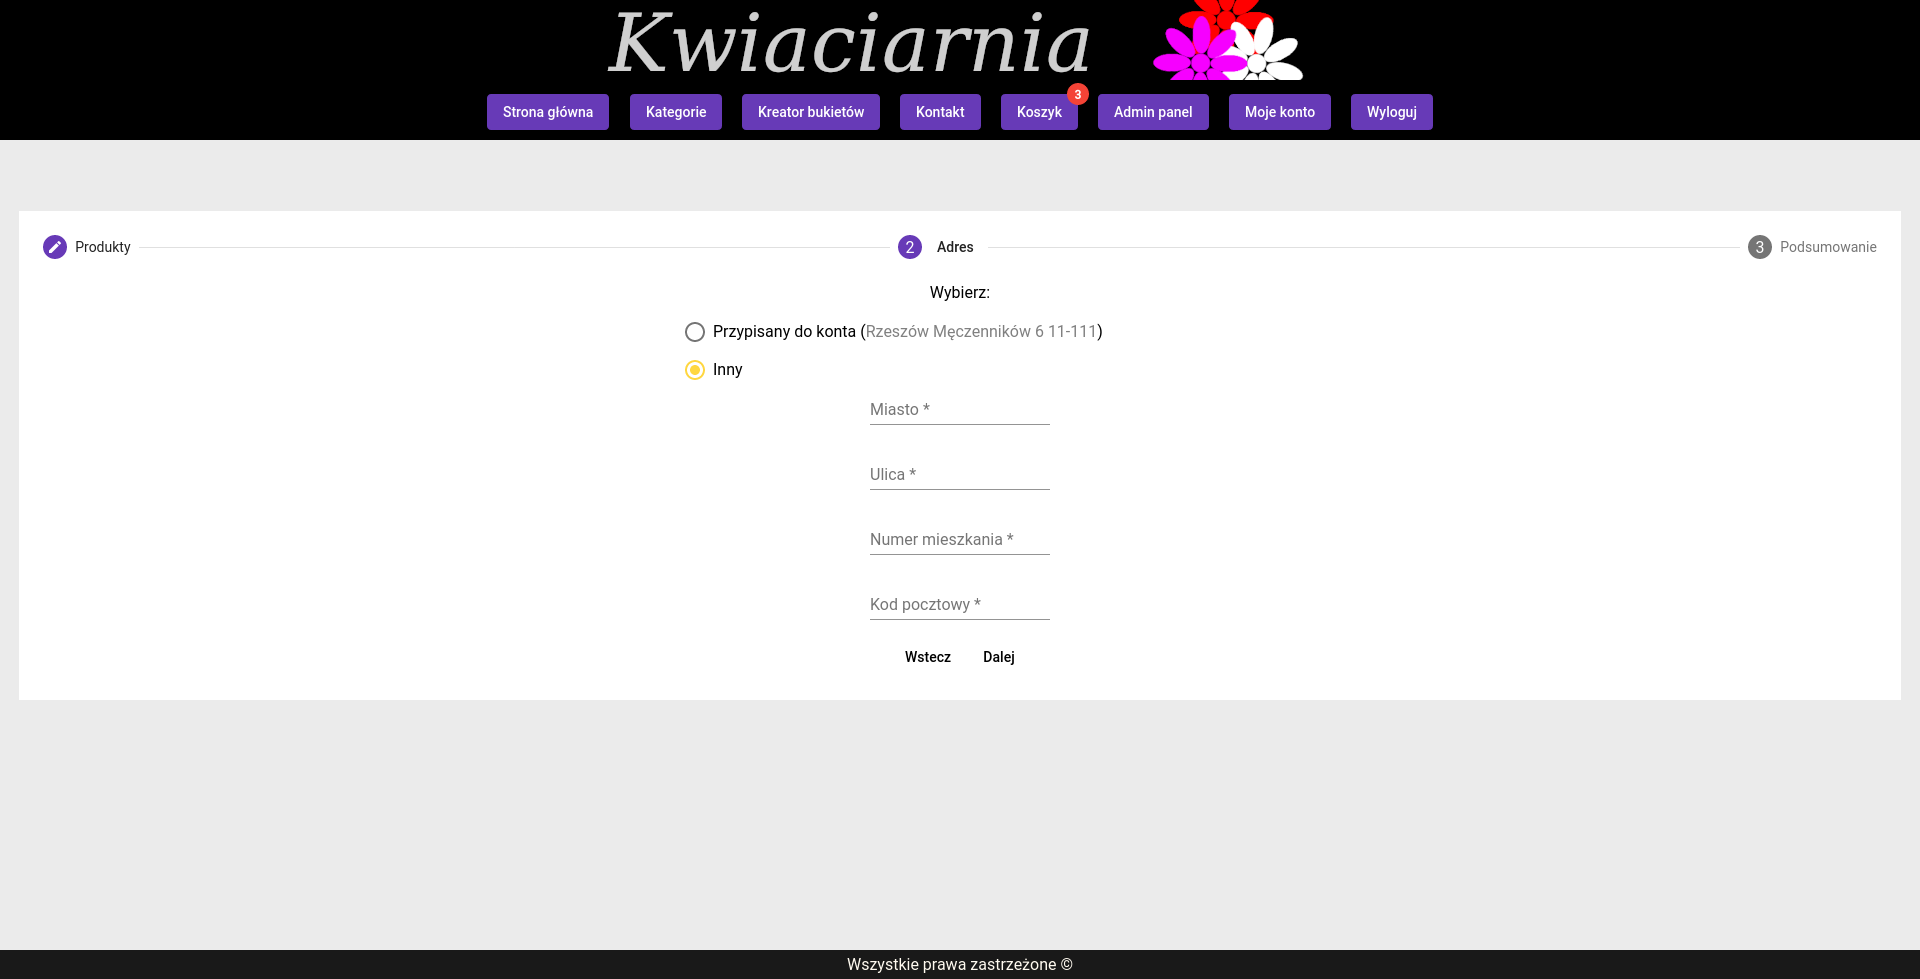 Kwiaciarnia
Strona główna Kategorie Kreator bukietów Kontakt Koszyk 3 Admin panel Moje konto Wyloguj
Produkty 2 Adres 3 Podsumowanie
Wybierz:
Przypisany do konta (Rzeszów Męczenników 6 11-111)
Inny
Miasto *
Ulica *
Numer mieszkania *
Kod pocztowy *
Wstecz Dalej
Wszystkie prawa zastrzeżone ©